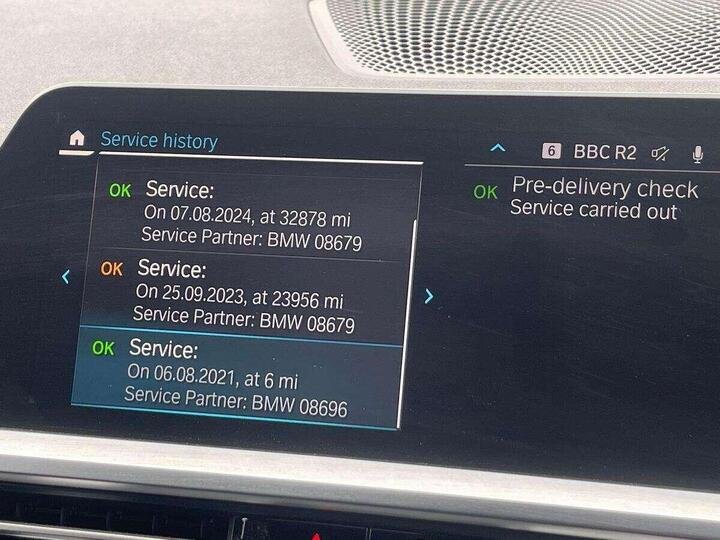 Service history
6 BBC R2
OK Service:
On 07.08.2024, at 32878 mi
Service Partner: BMW 08679
OK Service:
On 25.09.2023, at 23956 mi
Service Partner: BMW 08679
OK Service:
On 06.08.2021, at 6 mi
Service Partner: BMW 08696
OK Pre-delivery check
Service carried out